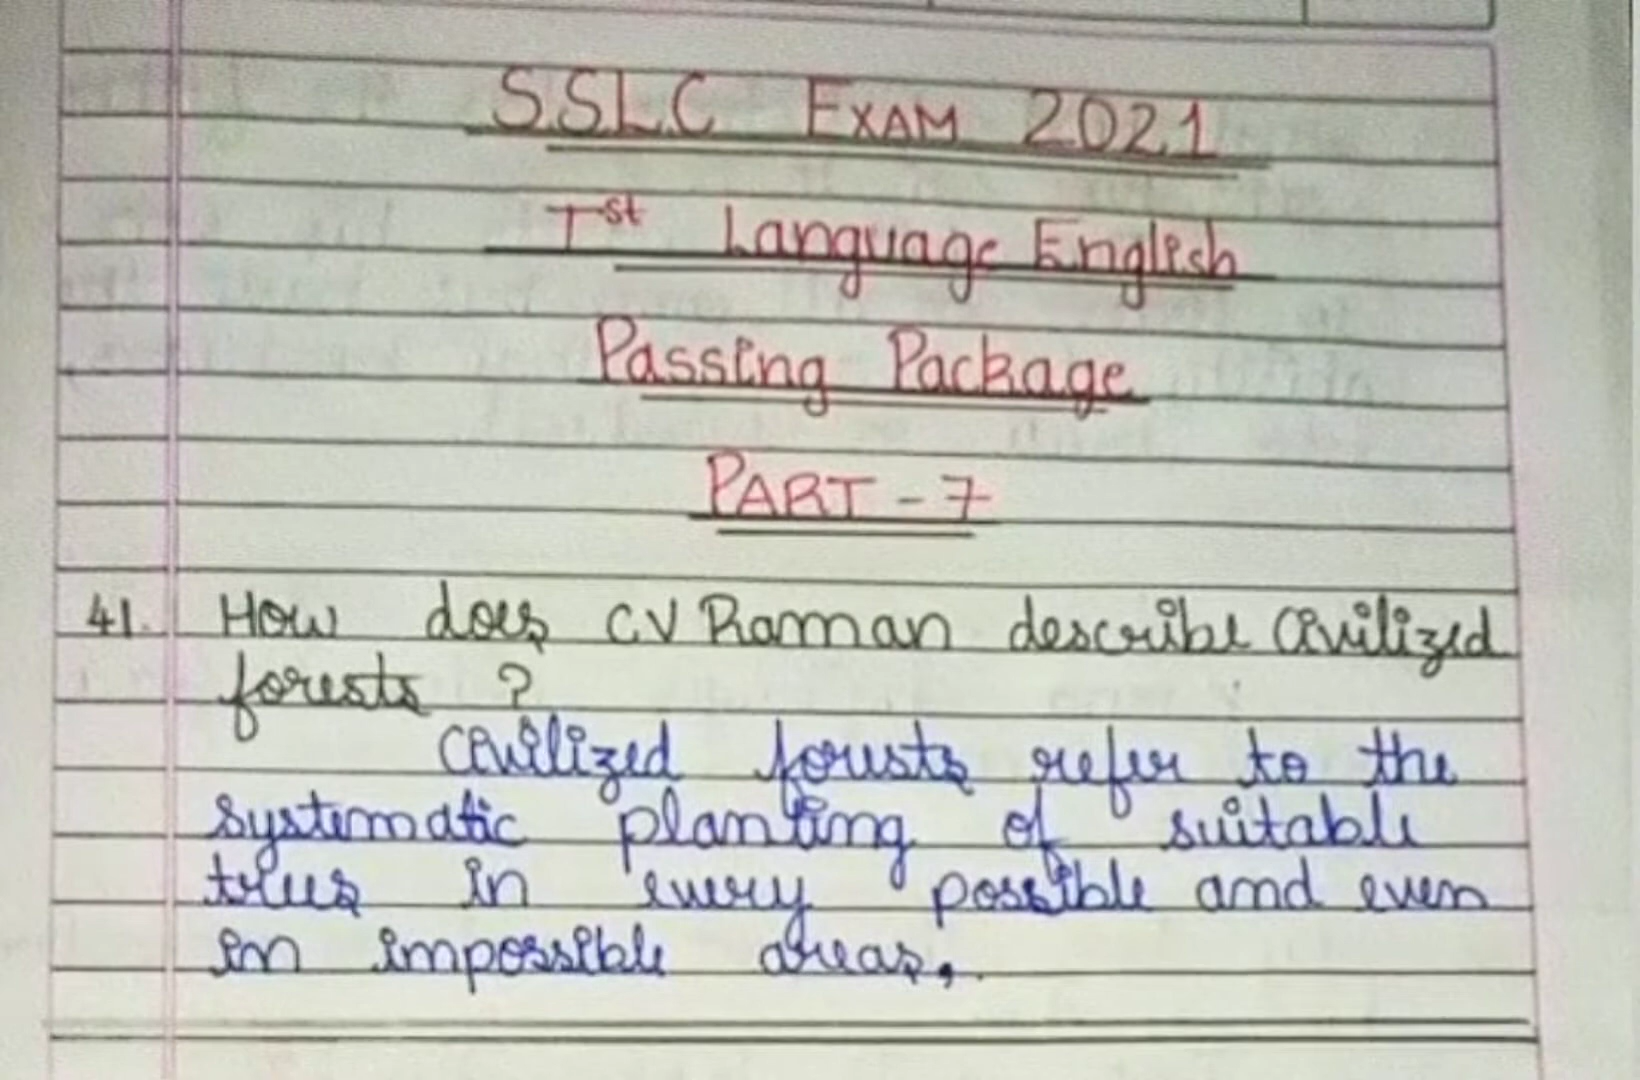 SSLC EXAM 2021
Ist Language English
Passing Package
PART - 7
41. How does CV Raman describe Civilized
forests ?
Civilized forests refer to the
systematic planting of suitable
trees in every possible and even
in impossible areas.